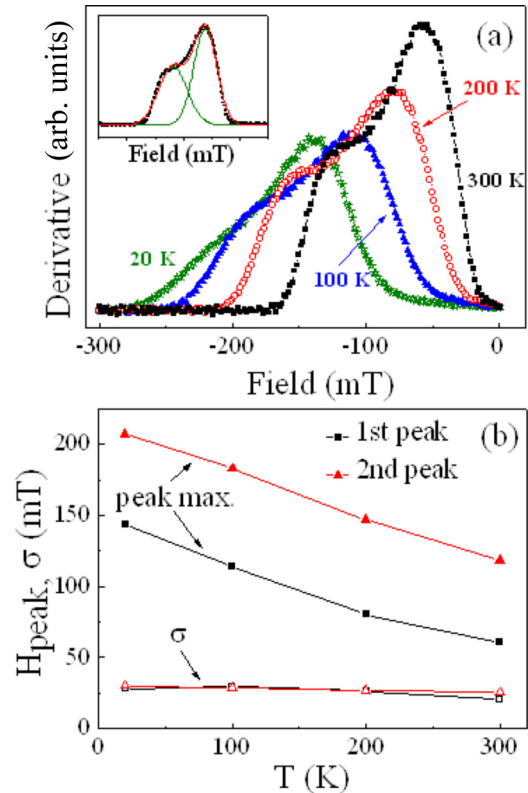 (a)
Derivative (arb. units)
Field (mT)
200 K
300 K
20 K
100 K
-300 -200 -100 0
Field (mT)
(b)
1st peak
2nd peak
200
150
100
50
0
peak max.
σ
H peak, σ (mT)
0 100 200 300
T (K)